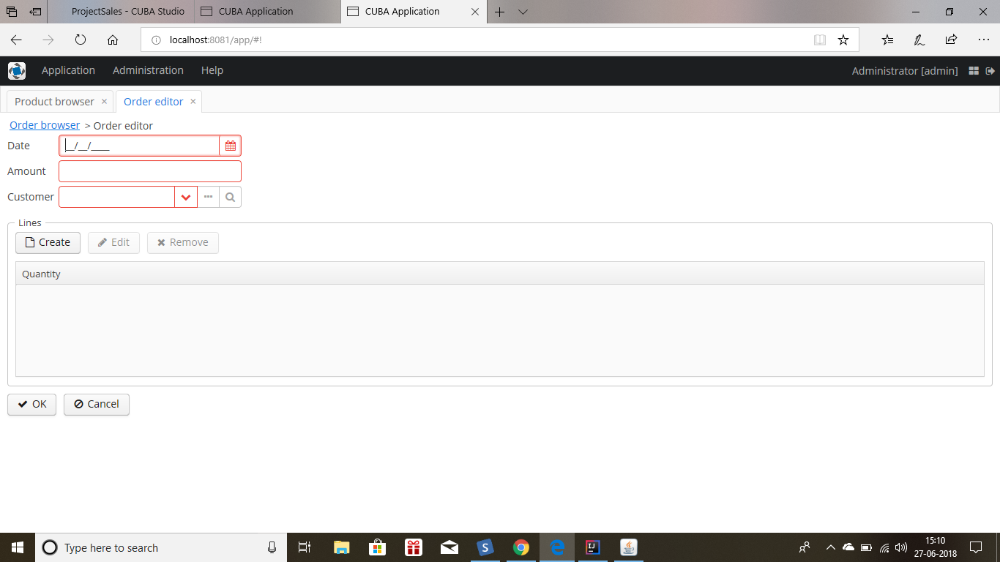 ProjectSales - CUBA Studio
CUBA Application
CUBA Application
localhost:8081/app/#!
Application Administration Help
Administrator [admin]
Product browser
Order editor
Order browser > Order editor
Date __/__/____
Amount
Customer
Lines
Create Edit Remove
Quantity
OK Cancel
Type here to search
S
IJ
15:10
27-06-2018